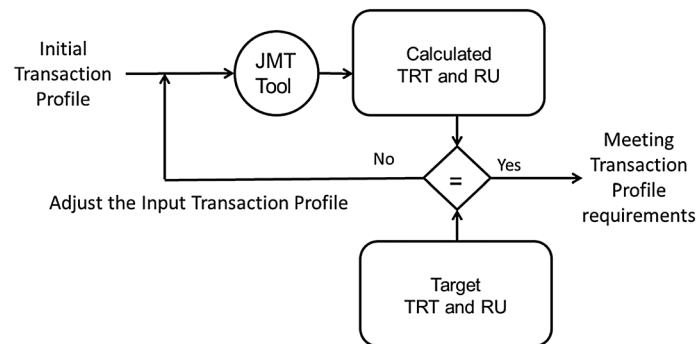 Initial
Transaction
Profile
JMT
Tool
Calculated
TRT and RU
No
=
Yes
Meeting
Transaction
Profile
requirements
Adjust the Input Transaction Profile
Target
TRT and RU